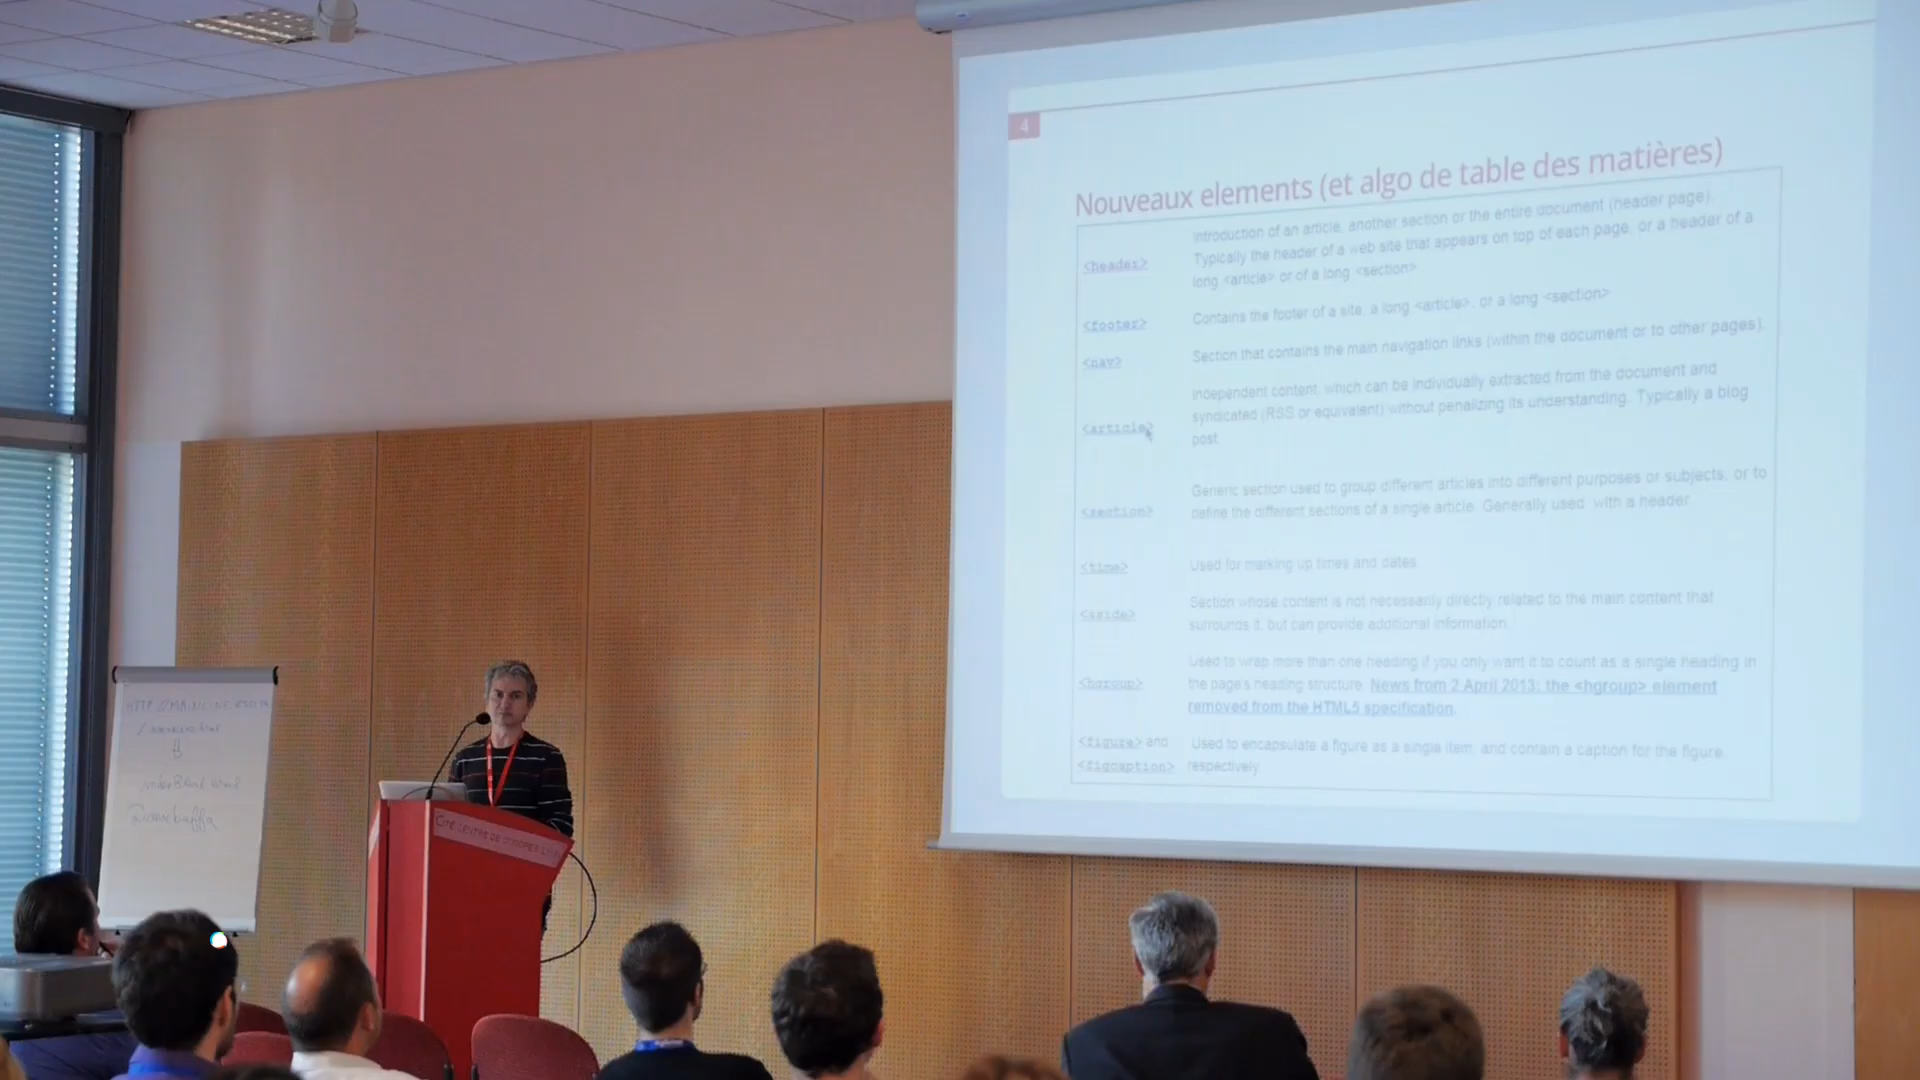 4
Nouveaux elements (et algo de table des matières)
<header>
Introduction of an article, another section or the entire document (header page).
Typically the header of a web site that appears on top of each page, or a header of a
long <article> or of a long <section>
<footer>
Contains the footer of a site, a long <article>, or a long <section>
<nav>
Section that contains the main navigation links (within the document or to other pages).
<article>
Independent content, which can be individually extracted from the document and
syndicated (RSS or equivalent) without penalizing its understanding. Typically a blog
post.
<section>
Generic section used to group different articles into different purposes or subjects, or to
define the different sections of a single article. Generally used with a header.
<time>
Used for marking up times and dates.
<aside>
Section whose content is not necessarily directly related to the main content that
surrounds it, but can provide additional information.
<hgroup>
Used to wrap more than one heading if you only want it to count as a single heading in
the page's heading structure. News from 2 April 2013: the <hgroup> element
removed from the HTML5 specification.
<figure> and
<figcaption>
Used to encapsulate a figure as a single item, and contain a caption for the figure,
respectively.
HTTP://MAINLINE
CITÉ CENTRE DE CONGRÈS LYON